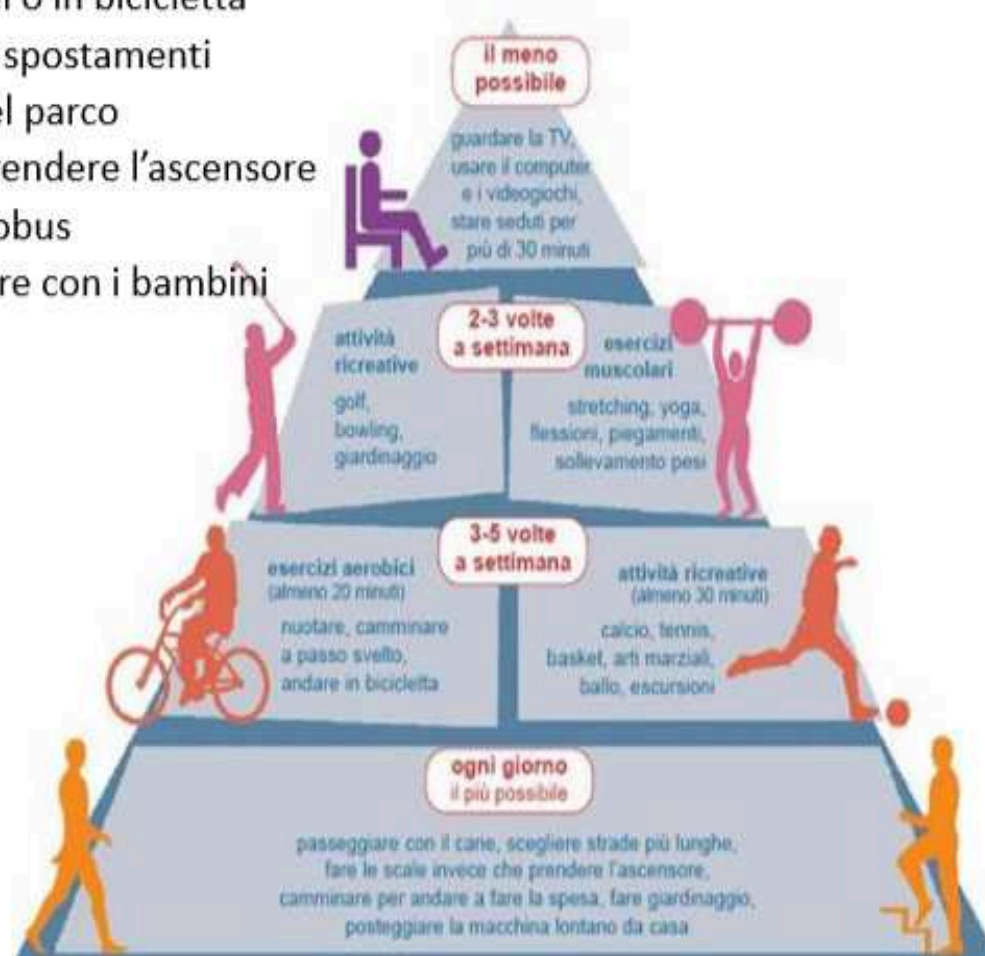 o in bicicletta
spostamenti
el parco
rendere l'ascensore
obus
re con i bambini
il meno
possibile
guardare la TV,
usare il computer
e i videogiochi,
stare seduti per
più di 30 minuti
2-3 volte
a settimana
attività
ricreative
golf,
bowling,
giardinaggio
esercizi
muscolari
stretching, yoga,
flessioni, piegamenti,
sollevamento pesi
3-5 volte
a settimana
esercizi aerobici
(almeno 20 minuti)
nuotare, camminare
a passo svelto,
andare in bicicletta
attività ricreative
(almeno 30 minuti)
calcio, tennis,
basket, arti marziali,
ballo, escursioni
ogni giorno
il più possibile
passeggiare con il cane, scegliere strade più lunghe,
fare le scale invece che prendere l'ascensore,
camminare per andare a fare la spesa, fare giardinaggio,
posteggiare la macchina lontano da casa